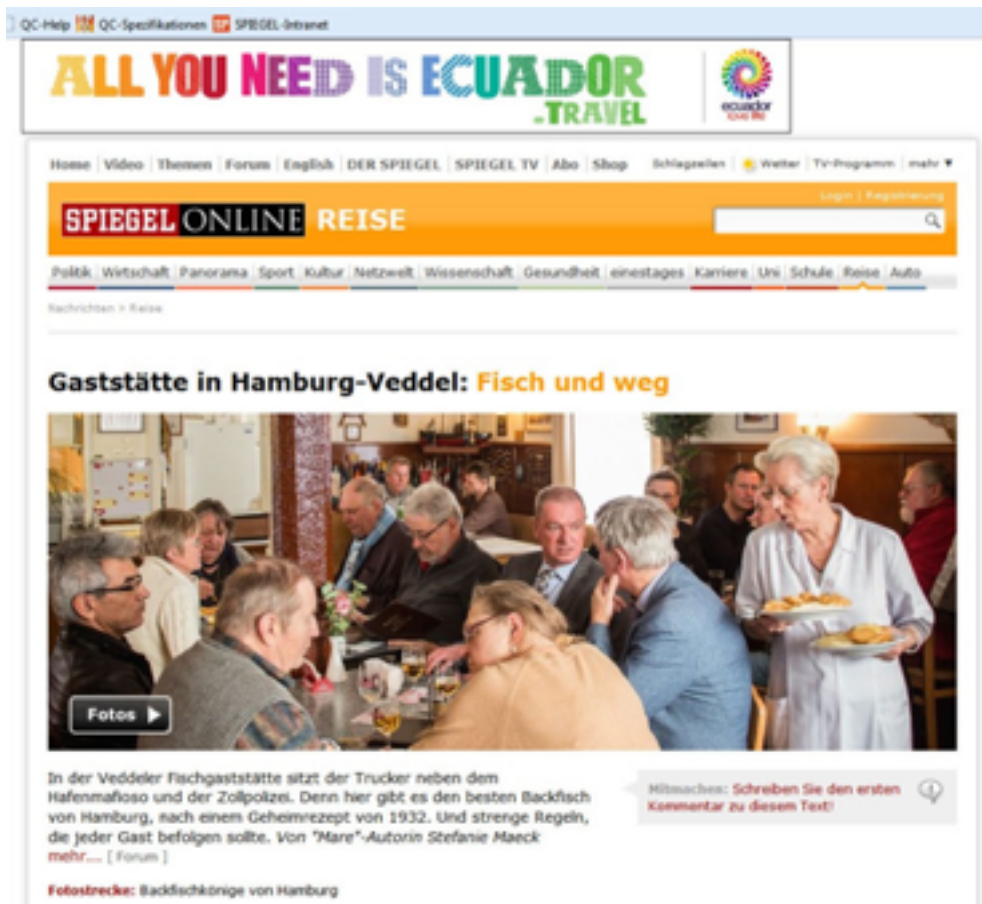 QC-Help QC-Spezifikationen SPIEGEL-Intranet
ALL YOU NEED IS ECUADOR
.TRAVEL
ecuador
love life
Home Video Themen Forum English DER SPIEGEL SPIEGEL TV Abo Shop Schlagzeilen Wetter TV-Programm mehr ▼
Login | Registrierung
SPIEGEL ONLINE REISE
Politik Wirtschaft Panorama Sport Kultur Netzwelt Wissenschaft Gesundheit einestages Karriere Uni Schule Reise Auto
Nachrichten > Reise
Gaststätte in Hamburg-Veddel: Fisch und weg
Fotos
In der Veddeler Fischgaststätte sitzt der Trucker neben dem
Hafenmafioso und der Zollpolizei. Denn hier gibt es den besten Backfisch
von Hamburg, nach einem Geheimrezept von 1932. Und strenge Regeln,
die jeder Gast befolgen sollte. Von "Mare"-Autorin Stefanie Maeck
mehr.... [ Forum ]
Mitmachen: Schreiben Sie den ersten
Kommentar zu diesem Text!
Fotostrecke: Backfischkönige von Hamburg